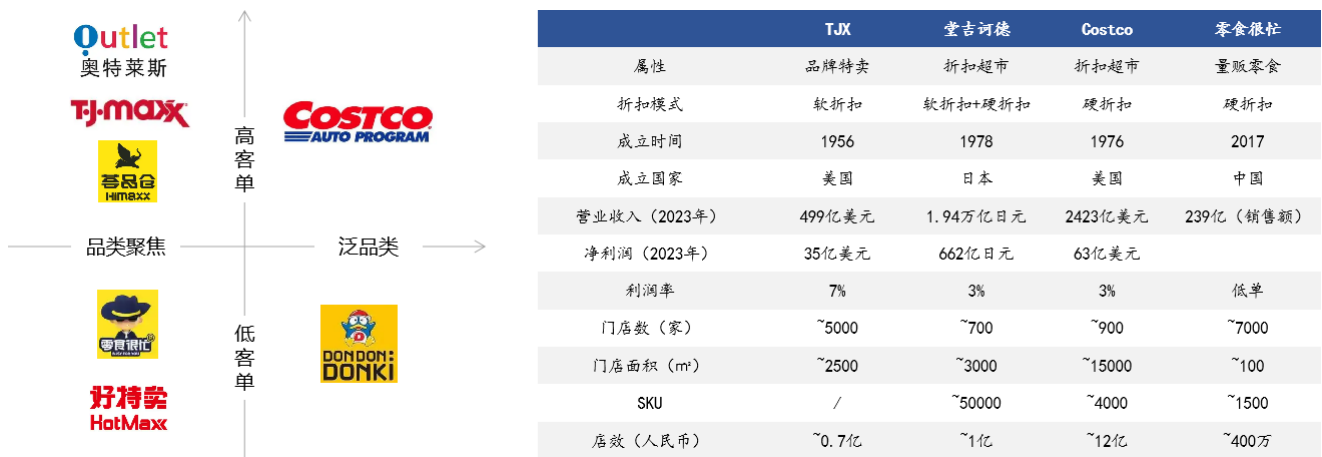 Outlet
奥特莱斯
T·J·maxx
荟品仓
HIMAXX
COSTCO
AUTO PROGRAM
高客单
品类聚焦
泛品类
低客单
零食很忙
DON DON:
DONKI
好特卖
HotMaxx
TJX 堂吉诃德 Costco 零食很忙
属性 品牌特卖 折扣超市 折扣超市 量贩零食
折扣模式 软折扣 软折扣+硬折扣 硬折扣 硬折扣
成立时间 1956 1978 1976 2017
成立国家 美国 日本 美国 中国
营业收入（2023年） 499亿美元 1.94万亿日元 2423亿美元 239亿（销售额）
净利润（2023年） 35亿美元 662亿日元 63亿美元
利润率 7% 3% 3% 低单
门店数（家） ~5000 ~700 ~900 ~7000
门店面积（㎡） ~2500 ~3000 ~15000 ~100
SKU / ~50000 ~4000 ~1500
店效（人民币） ~0.7亿 ~1亿 ~12亿 ~400万